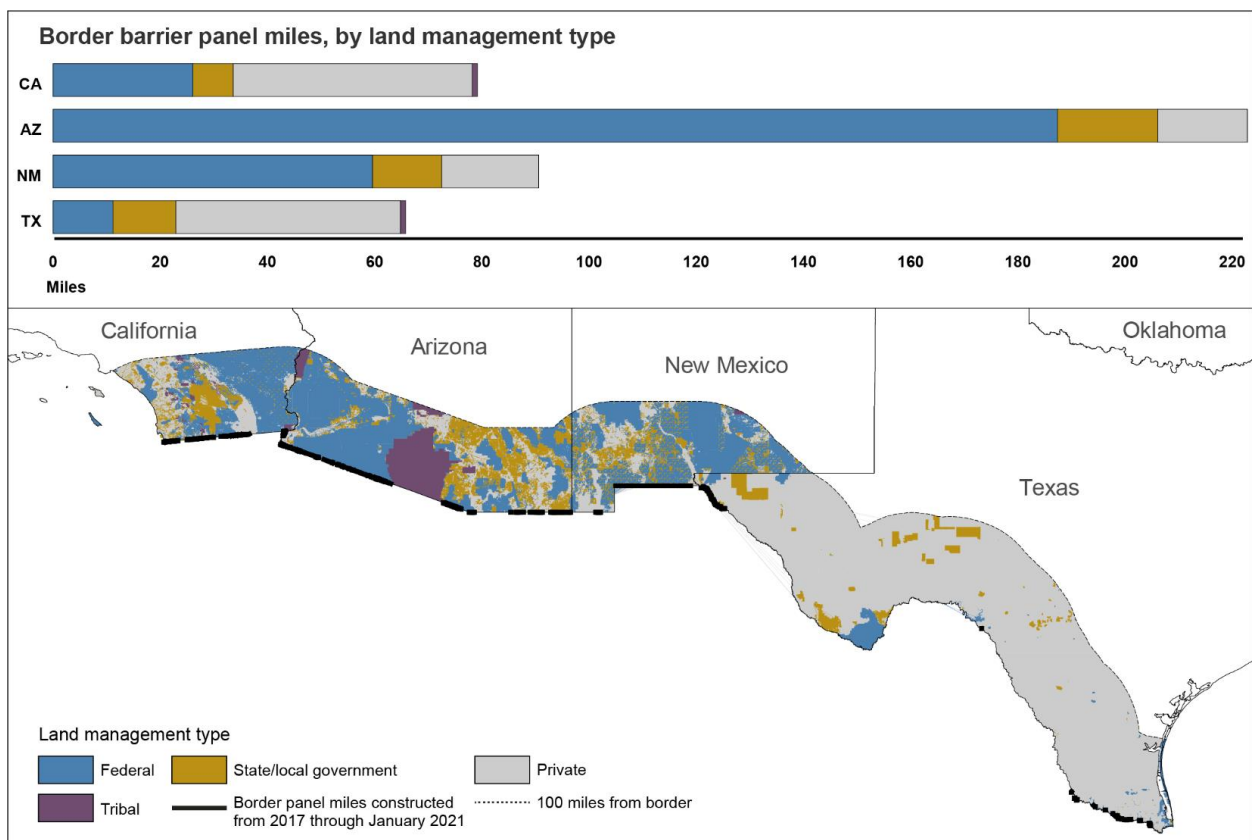 Border barrier panel miles, by land management type
CA
AZ
NM
TX
0 20 40 60 80 100 120 140 160 180 200 220
Miles
California
Arizona
New Mexico
Oklahoma
Texas
Land management type
Federal
State/local government
Private
Tribal
Border panel miles constructed
from 2017 through January 2021
100 miles from border